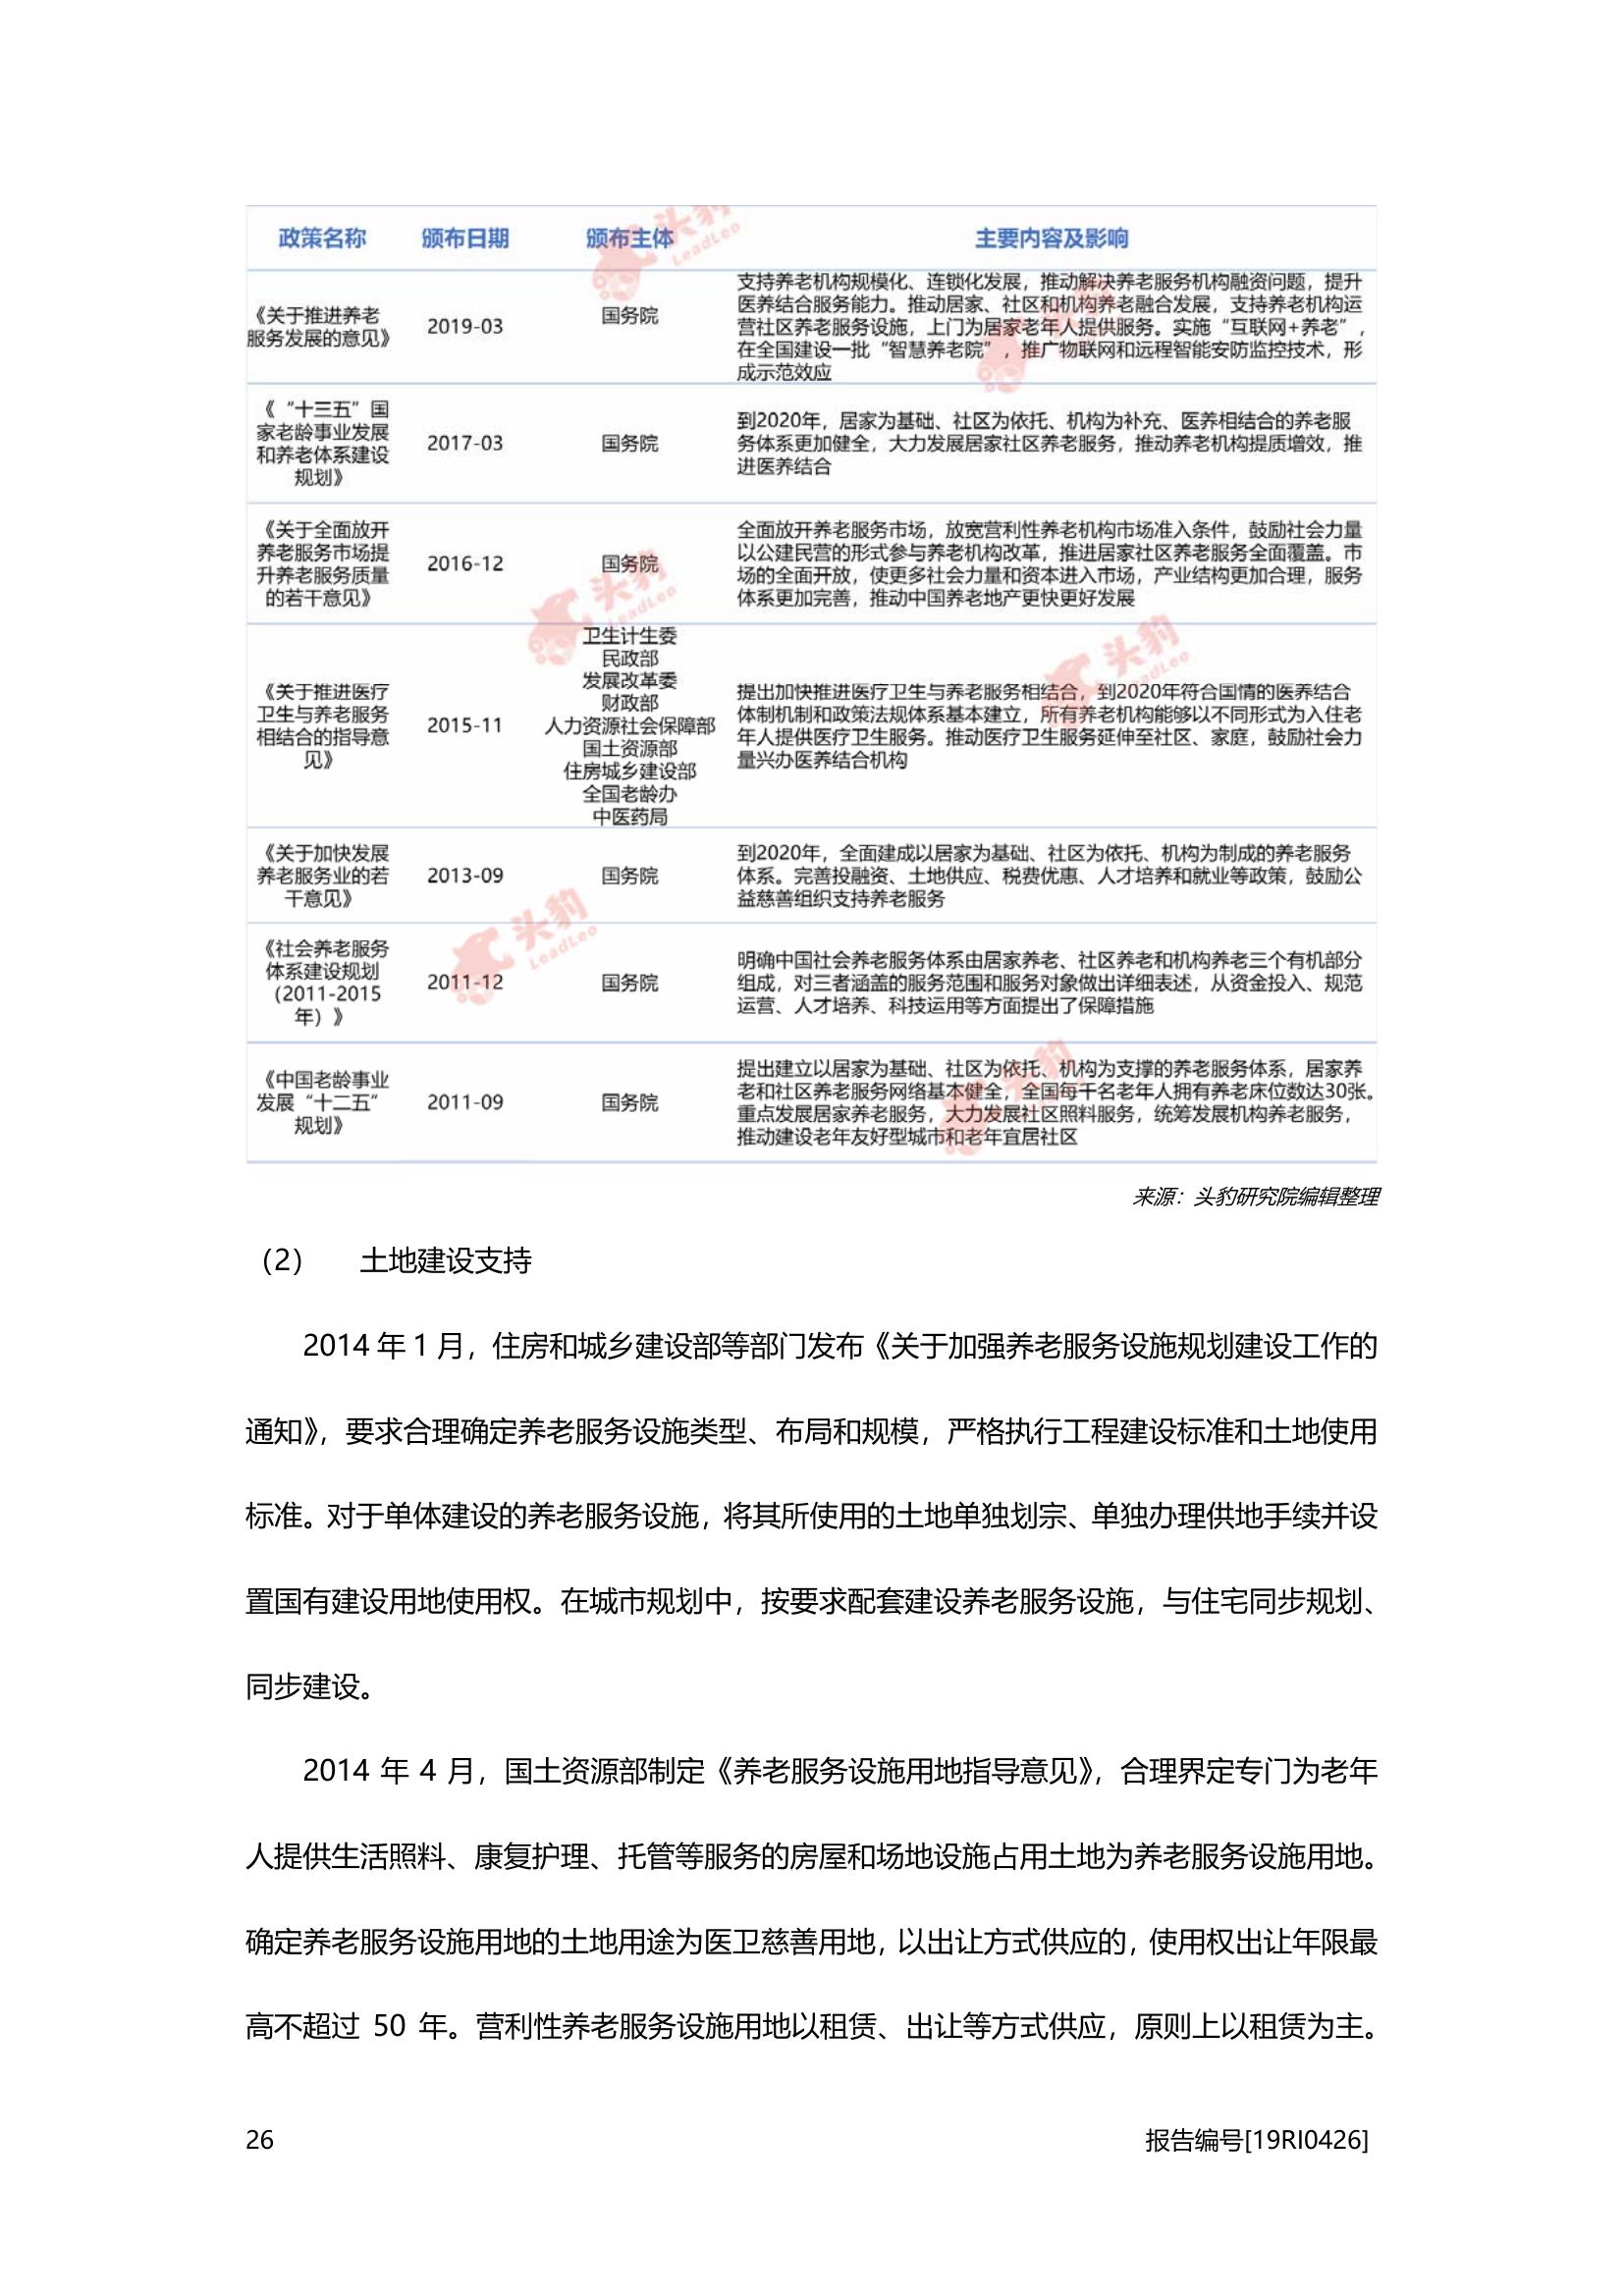 政策名称 颁布日期 颁布主体 主要内容及影响
《关于推进养老
服务发展的意见》
2019-03
国务院
支持养老机构规模化、连锁化发展，推动解决养老服务机构融资问题，提升
医养结合服务能力。推动居家、社区和机构养老融合发展，支持养老机构运
营社区养老服务设施，上门为居家老年人提供服务。实施“互联网+养老”，
在全国建设一批“智慧养老院”，推广物联网和远程智能安防监控技术，形
成示范效应
《“十三五”国
家老龄事业发展
和养老体系建设
规划》
2017-03
国务院
到2020年，居家为基础、社区为依托、机构为补充、医养相结合的养老服
务体系更加健全，大力发展居家社区养老服务，推动养老机构提质增效，推
进医养结合
《关于全面放开
养老服务市场提
升养老服务质量
的若干意见》
2016-12
国务院
全面放开养老服务市场，放宽营利性养老机构市场准入条件，鼓励社会力量
以公建民营的形式参与养老机构改革，推进居家社区养老服务全面覆盖。市
场的全面开放，使更多社会力量和资本进入市场，产业结构更加合理，服务
体系更加完善，推动中国养老地产更快更好发展
《关于推进医疗
卫生与养老服务
相结合的指导意
见》
2015-11
卫生计生委
民政部
发展改革委
财政部
人力资源社会保障部
国土资源部
住房城乡建设部
全国老龄办
中医药局
提出加快推进医疗卫生与养老服务相结合，到2020年符合国情的医养结合
体制机制和政策法规体系基本建立，所有养老机构能够以不同形式为入住老
年人提供医疗卫生服务。推动医疗卫生服务延伸至社区、家庭，鼓励社会力
量兴办医养结合机构
《关于加快发展
养老服务业的若
干意见》
2013-09
国务院
到2020年，全面建成以居家为基础、社区为依托、机构为制成的养老服务
体系。完善投融资、土地供应、税费优惠、人才培养和就业等政策，鼓励公
益慈善组织支持养老服务
《社会养老服务
体系建设规划
（2011-2015
年）》
2011-12
国务院
明确中国社会养老服务体系由居家养老、社区养老和机构养老三个有机部分
组成，对三者涵盖的服务范围和服务对象做出详细表述，从资金投入、规范
运营、人才培养、科技运用等方面提出了保障措施
《中国老龄事业
发展“十二五”
规划》
2011-09
国务院
提出建立以居家为基础、社区为依托、机构为支撑的养老服务体系，居家养
老和社区养老服务网络基本健全，全国每千名老年人拥有养老床位数达30张。
重点发展居家养老服务，大力发展社区照料服务，统筹发展机构养老服务，
推动建设老年友好型城市和老年宜居社区
头豹
LeadLeo
头豹
LeadLeo
头豹
LeadLeo
头豹
LeadLeo
头豹
头豹
来源：头豹研究院编辑整理
（2） 土地建设支持
2014 年 1 月，住房和城乡建设部等部门发布《关于加强养老服务设施规划建设工作的
通知》，要求合理确定养老服务设施类型、布局和规模，严格执行工程建设标准和土地使用
标准。对于单体建设的养老服务设施，将其所使用的土地单独划宗、单独办理供地手续并设
置国有建设用地使用权。在城市规划中，按要求配套建设养老服务设施，与住宅同步规划、
同步建设。
2014 年 4 月，国土资源部制定《养老服务设施用地指导意见》，合理界定专门为老年
人提供生活照料、康复护理、托管等服务的房屋和场地设施占用土地为养老服务设施用地。
确定养老服务设施用地的土地用途为医卫慈善用地，以出让方式供应的，使用权出让年限最
高不超过 50 年。营利性养老服务设施用地以租赁、出让等方式供应，原则上以租赁为主。
26 报告编号[19RI0426]